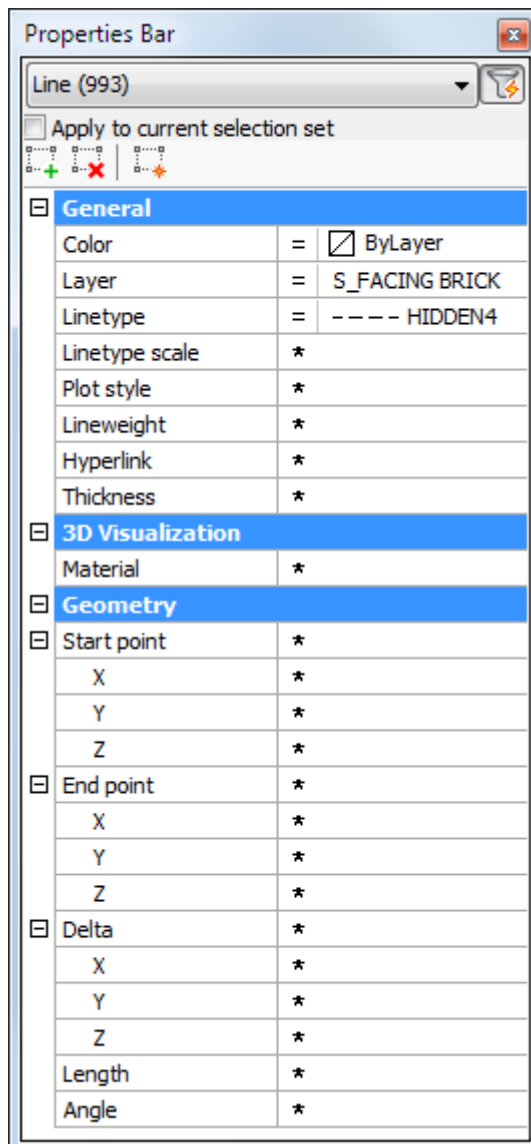 Properties Bar
Line (993)
Apply to current selection set
General
Color = ByLayer
Layer = S_FACING BRICK
Linetype = ---- HIDDEN4
Linetype scale *
Plot style *
Lineweight *
Hyperlink *
Thickness *
3D Visualization
Material *
Geometry
Start point *
X *
Y *
Z *
End point *
X *
Y *
Z *
Delta *
X *
Y *
Z *
Length *
Angle *